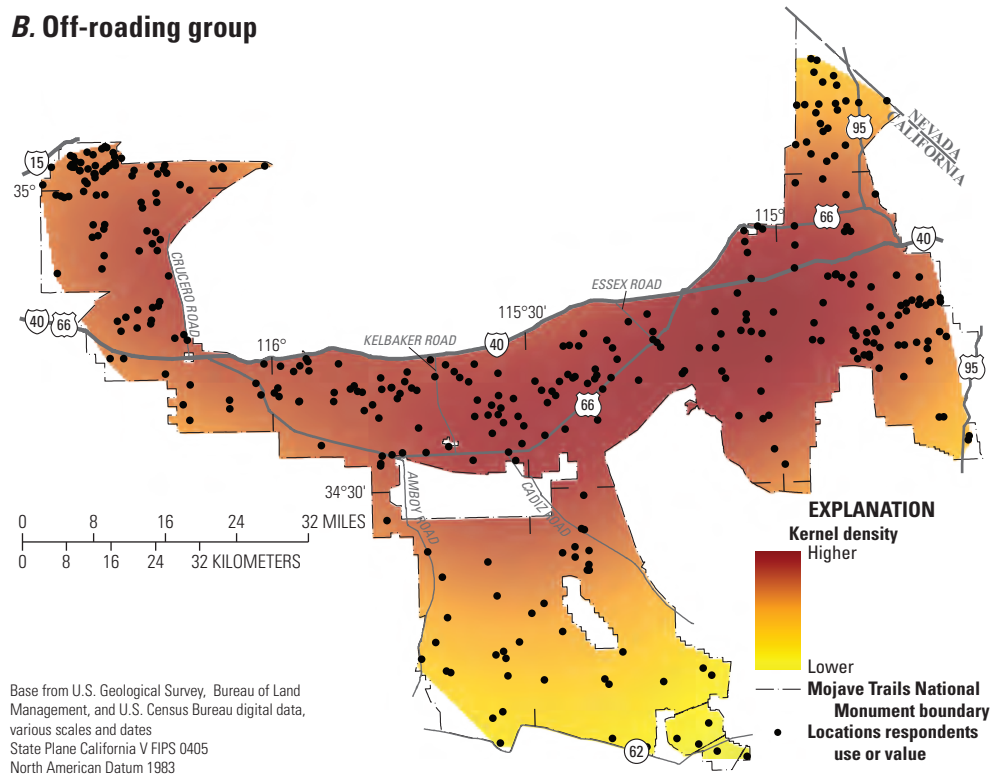 B. Off-roading group
NEVADA
CALIFORNIA
95
15
35°
115°
66
40
CRUCERO ROAD
ESSEX ROAD
115°30'
40
66
KELBAKER ROAD
40
116°
66
95
34°30'
AMBOY ROAD
CADIZ ROAD
0 8 16 24 32 MILES
0 8 16 24 32 KILOMETERS
EXPLANATION
Kernel density
Higher
Lower
Mojave Trails National
Monument boundary
Locations respondents
use or value
62
Base from U.S. Geological Survey, Bureau of Land
Management, and U.S. Census Bureau digital data,
various scales and dates
State Plane California V FIPS 0405
North American Datum 1983